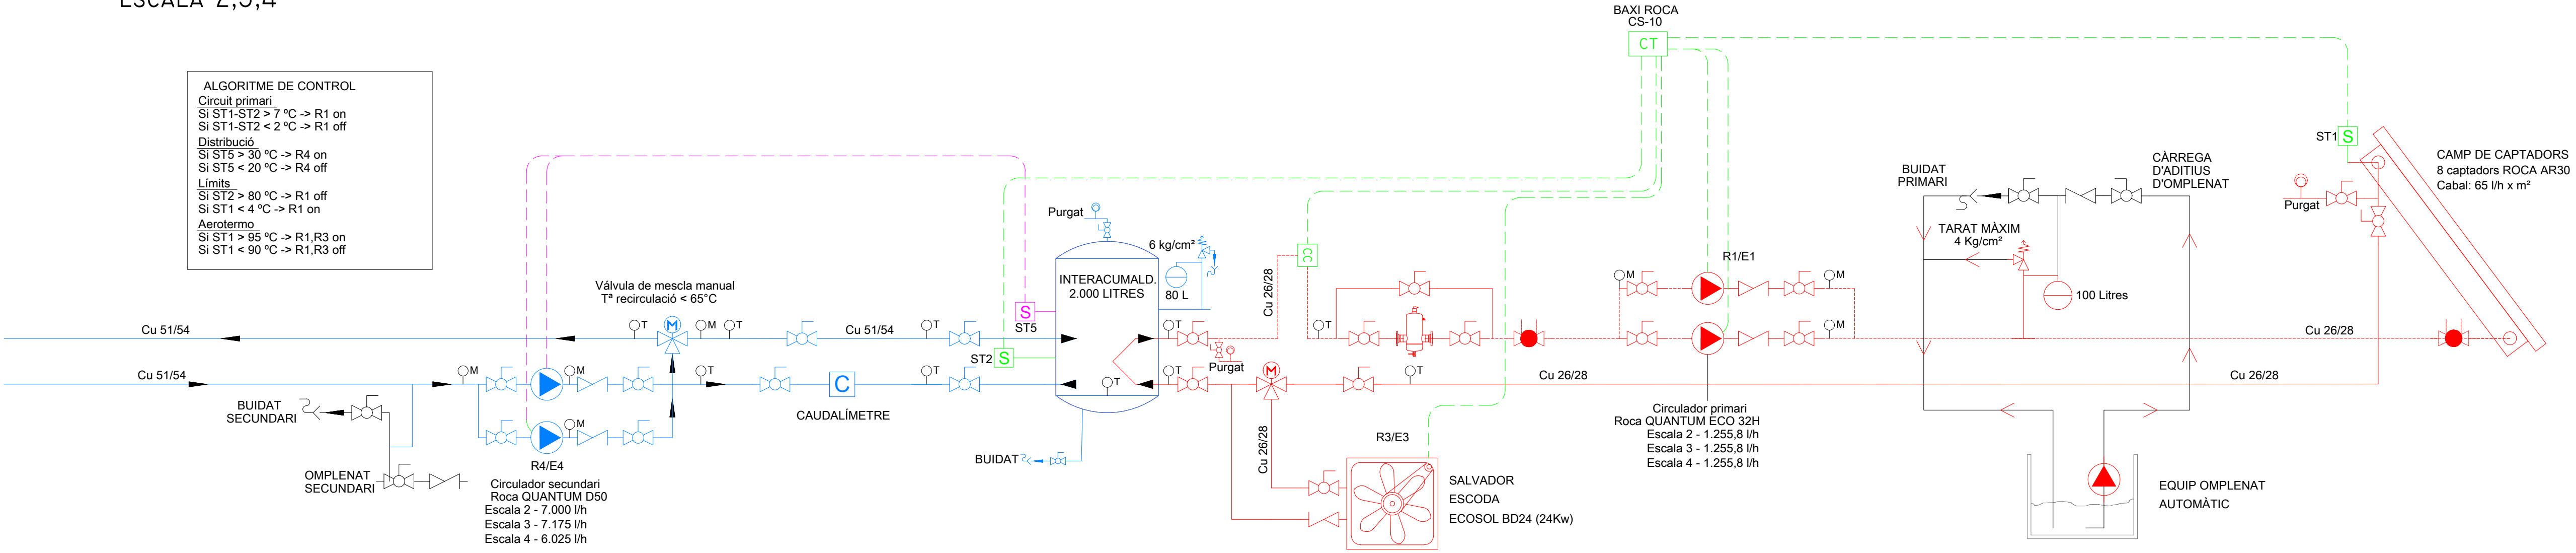 ESCALA 2,3,4
BAXI ROCA
CS-10
CT
ALGORITME DE CONTROL
Circuit primari
Si ST1-ST2 > 7 ºC -> R1 on
Si ST1-ST2 < 2 ºC -> R1 off
Distribució
Si ST5 > 30 ºC -> R4 on
Si ST5 < 20 ºC -> R4 off
Límits
Si ST2 > 80 ºC -> R1 off
Si ST1 < 4 ºC -> R1 on
Aerotermo
Si ST1 > 95 ºC -> R1,R3 on
Si ST1 < 90 ºC -> R1,R3 off
Vàlvula de mescla manual
Tª recirculació < 65°C
Cu 51/54
T
M
M
T
Cu 51/54
T
S
ST5
ST2
S
Cu 51/54
M
M
T
C
CAUDALÍMETRE
T
BUIDAT
SECUNDARI
OMPLENAT
SECUNDARI
M
R4/E4
Circulador secundari
Roca QUANTUM D50
Escala 2 - 7.000 l/h
Escala 3 - 7.175 l/h
Escala 4 - 6.025 l/h
Purgat
INTERACUMALD.
2.000 LITRES
T
6 kg/cm²
80 L
BUIDAT
T
T
Purgat
Cu 26/28
CC
T
M
T
Cu 26/28
Cu 26/28
R3/E3
SALVADOR
ESCODA
ECOSOL BD24 (24Kw)
R1/E1
M
M
M
Circulador primari
Roca QUANTUM ECO 32H
Escala 2 - 1.255,8 l/h
Escala 3 - 1.255,8 l/h
Escala 4 - 1.255,8 l/h
BUIDAT
PRIMARI
TARAT MÀXIM
4 Kg/cm²
100 Litres
CÀRREGA
D'ADITIUS
D'OMPLENAT
Cu 26/28
Cu 26/28
EQUIP OMPLENAT
AUTOMÀTIC
ST1
S
Purgat
CAMP DE CAPTADORS
8 captadors ROCA AR30
Cabal: 65 l/h x m²